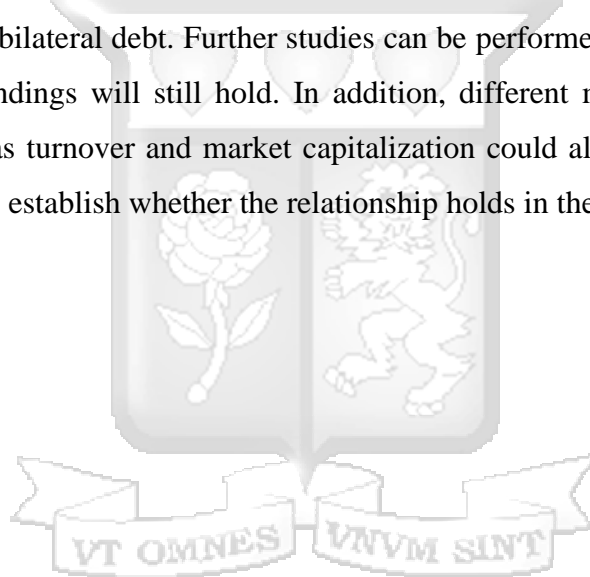 bilateral debt. Further studies can be performe
ndings will still hold. In addition, different
as turnover and market capitalization could al
establish whether the relationship holds in the
VT OMNES VNVM SINT